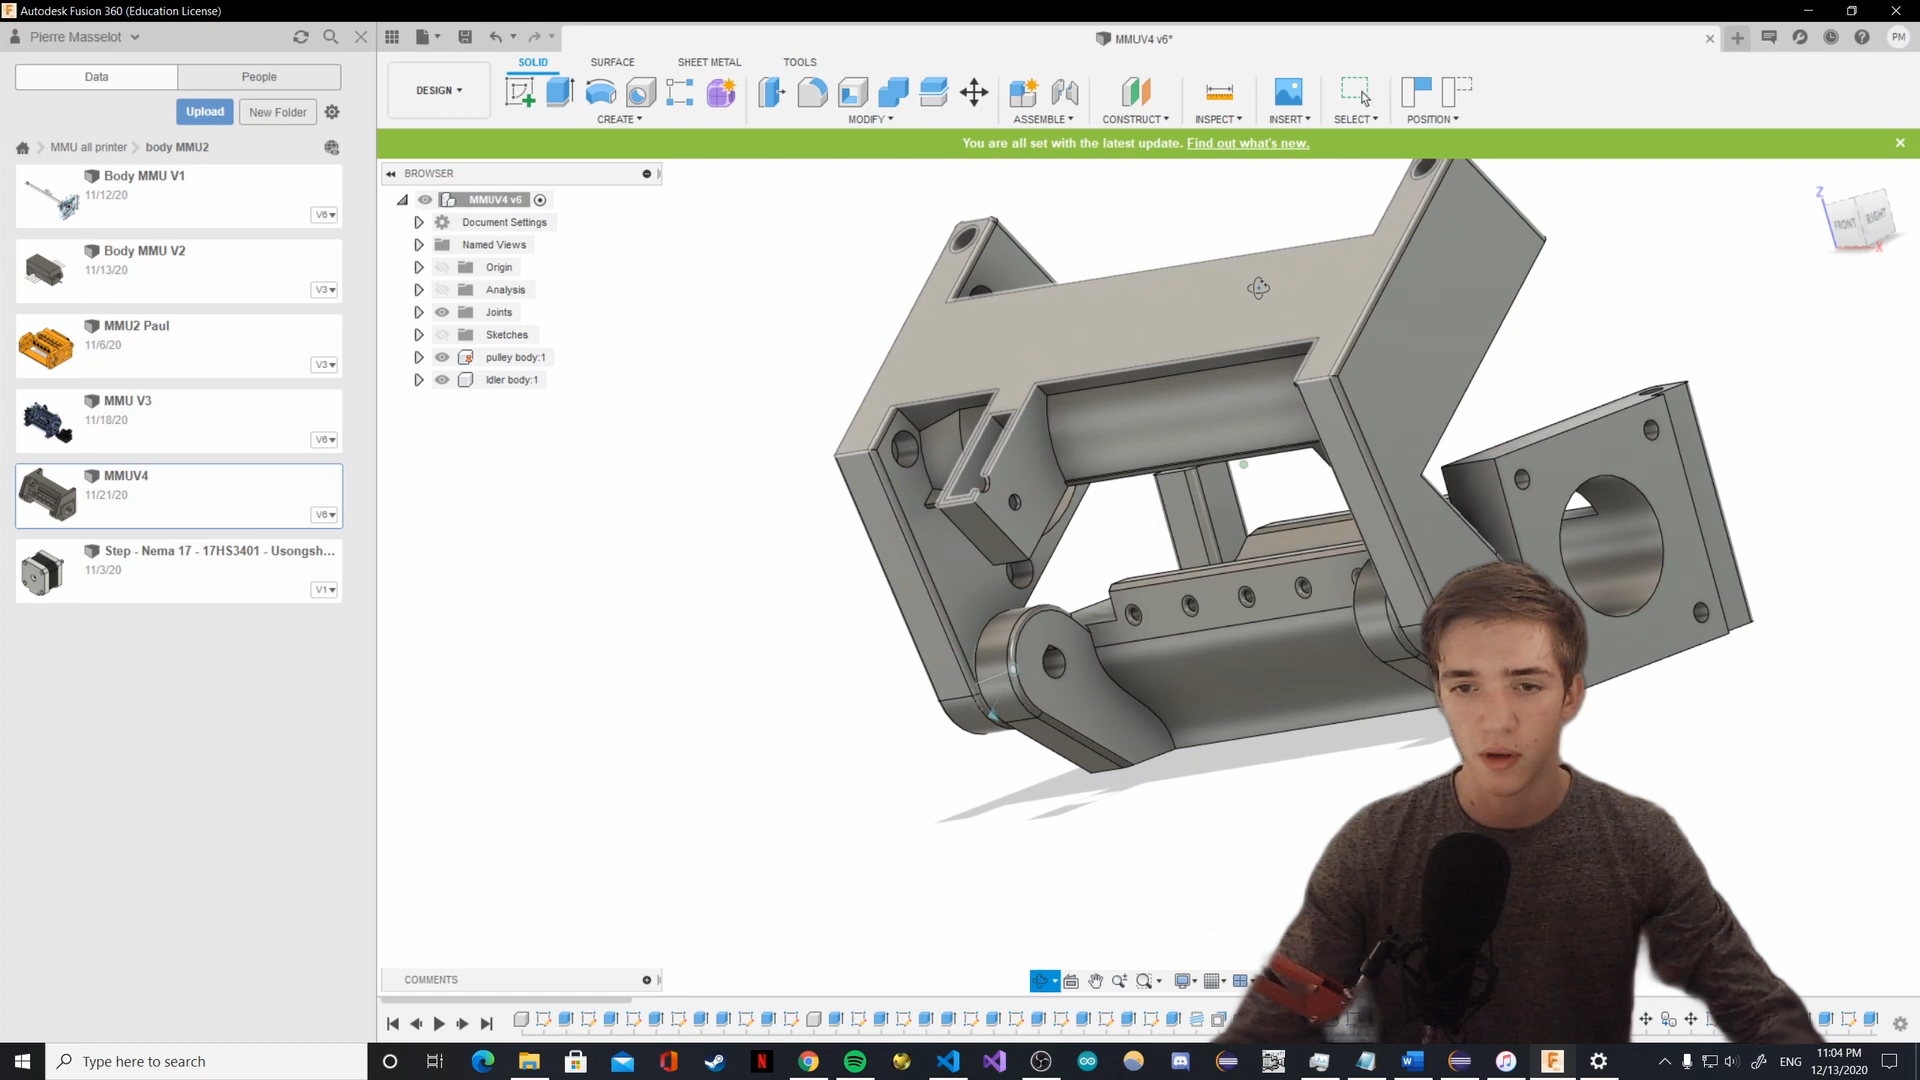 Autodesk Fusion 360 (Education License)
Pierre Masselot
MMUV4 v6*
PM
Data
People
Upload
New Folder
MMU all printer
body MMU2
Body MMU V1
11/12/20
V6
Body MMU V2
11/13/20
V3
MMU2 Paul
11/6/20
V3
MMU V3
11/18/20
V6
MMUV4
11/21/20
V6
Step - Nema 17 - 17HS3401 - Usongsh...
11/3/20
V1
DESIGN
SOLID
SURFACE
SHEET METAL
TOOLS
CREATE
MODIFY
ASSEMBLE
CONSTRUCT
INSPECT
INSERT
SELECT
POSITION
You are all set with the latest update. Find out what's new.
BROWSER
MMUV4 v6
Document Settings
Named Views
Origin
Analysis
Joints
Sketches
pulley body:1
Idler body:1
Z
FRONT
RIGHT
X
COMMENTS
Type here to search
ENG
11:04 PM
12/13/2020